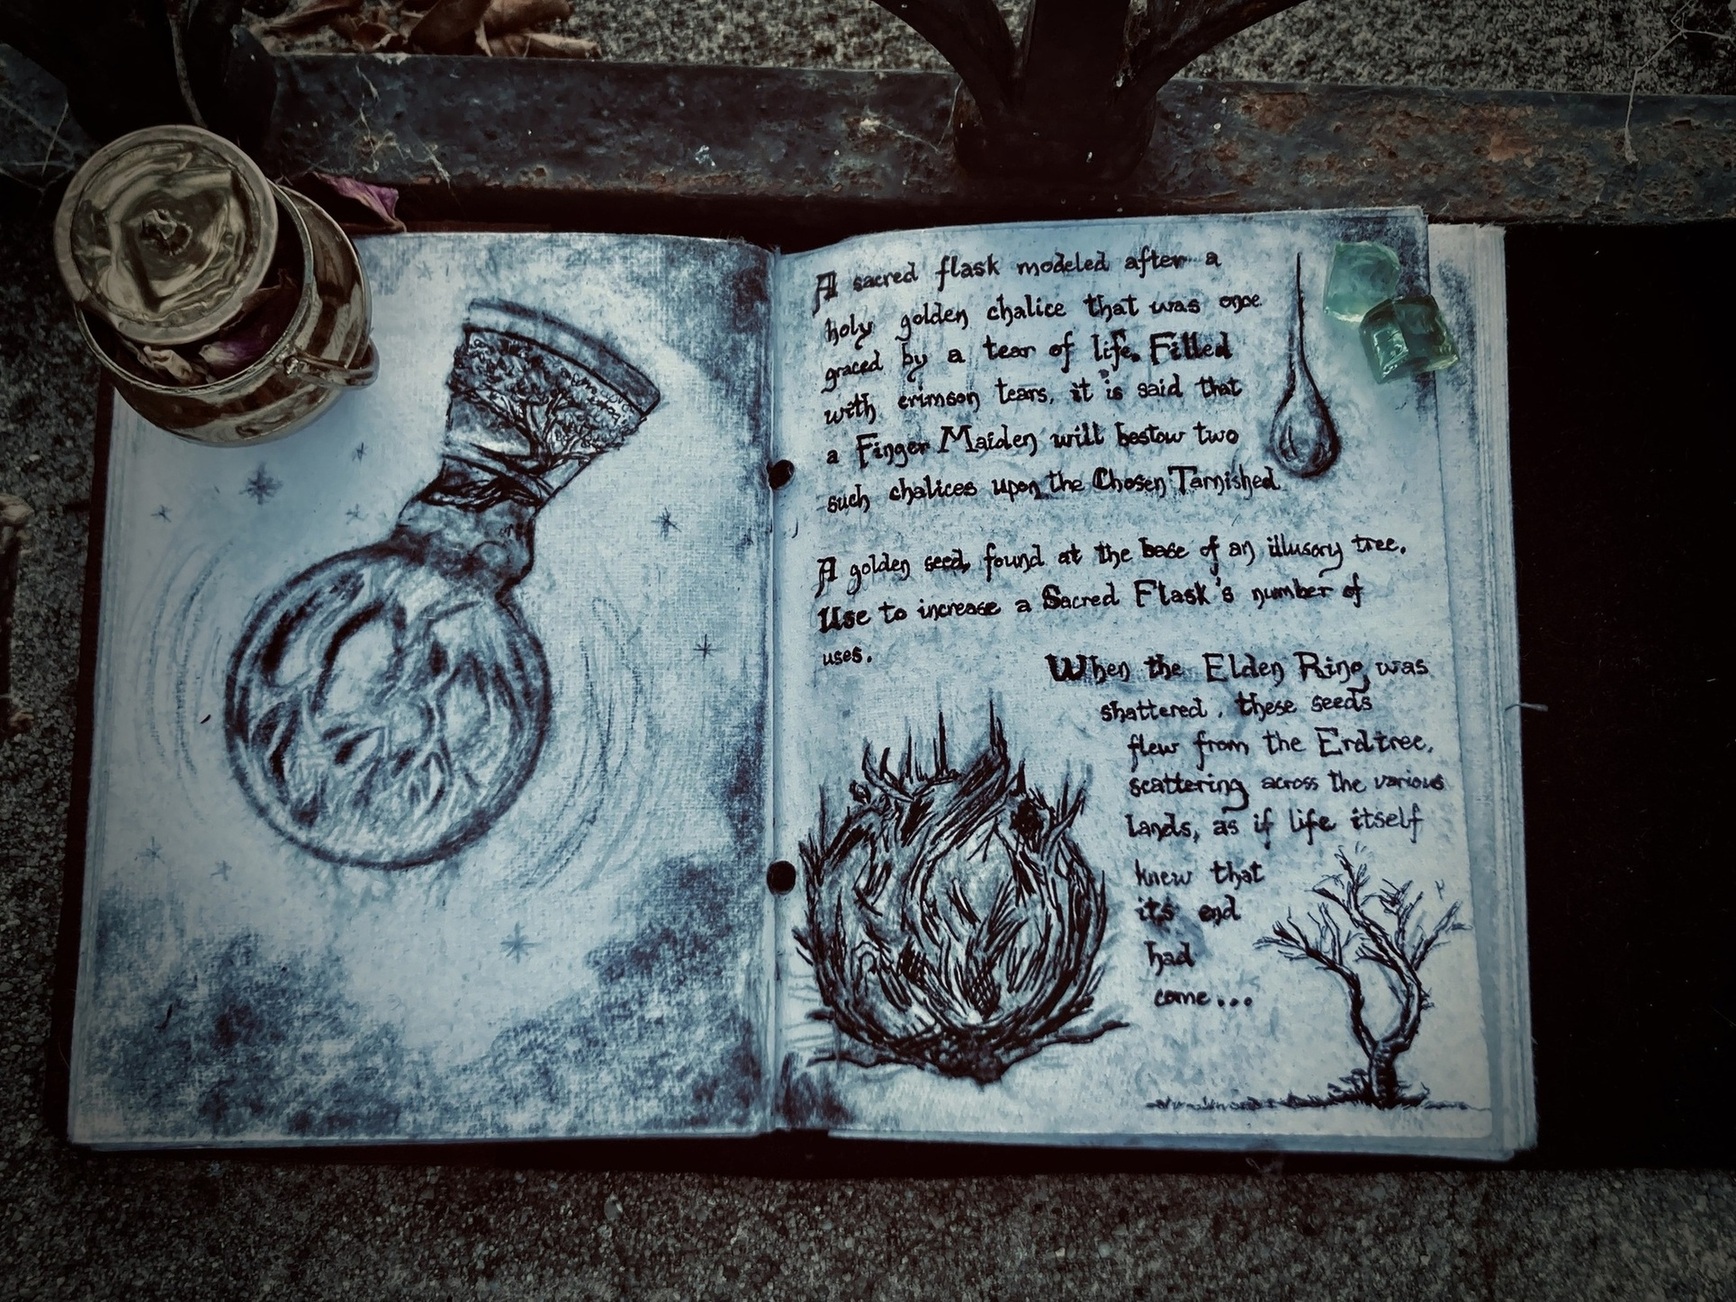 A sacred flask modeled after a
holy golden chalice that was once
graced by a tear of life. Filled
with crimson tears, it is said that
a Finger Maiden will bestow two
such chalices upon the Chosen Tarnished.
A golden seed, found at the base of an illusory tree.
Use to increase a Sacred Flask's number of
uses.
When the Elden Ring was
shattered, these seeds
flew from the Erdtree,
scattering across the various
lands, as if life itself
knew that
its end
had
come...